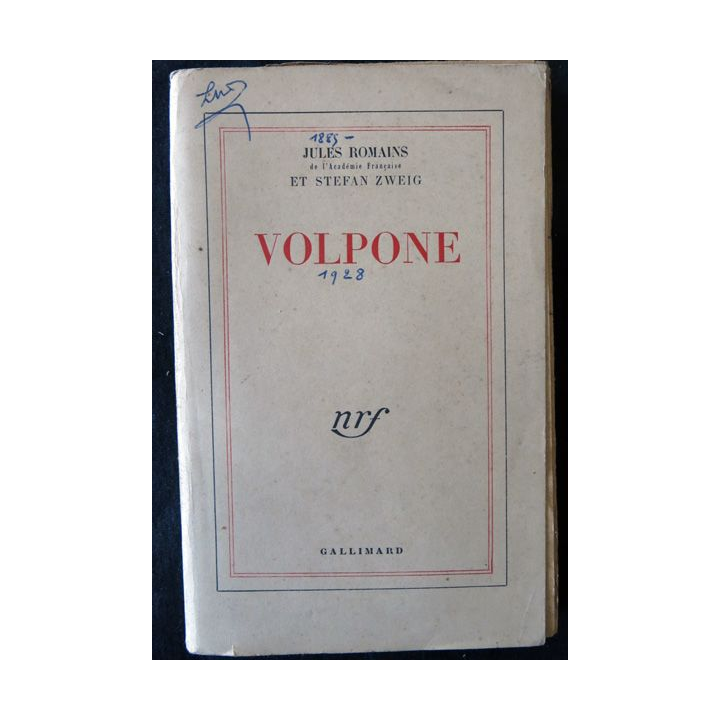 1885 -
JULES ROMAINS
de l'Académie Française
ET STEFAN ZWEIG
VOLPONE
1928
nrf
GALLIMARD